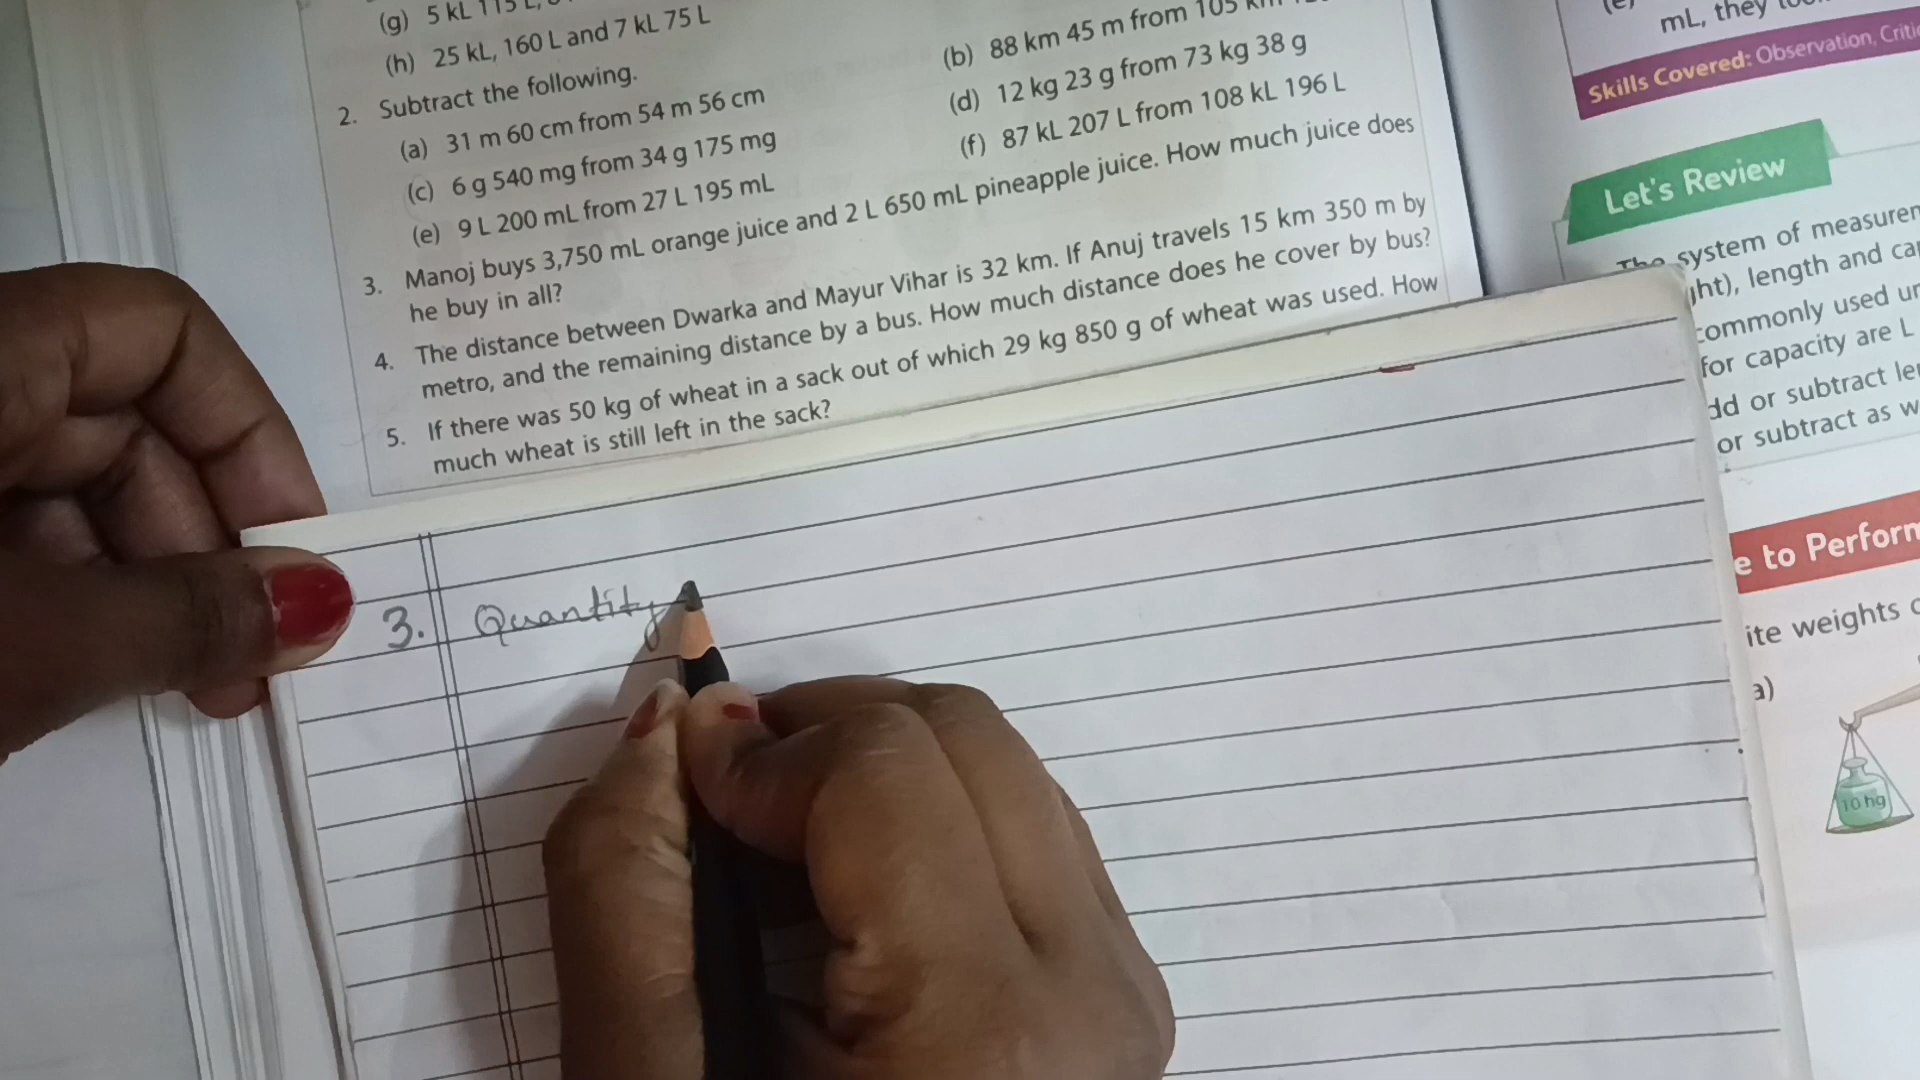 (g) 5 kL 115 L,
(h) 25 kL, 160 L and 7 kL 75 L
2. Subtract the following.
(a) 31 m 60 cm from 54 m 56 cm
(b) 88 km 45 m from 105
(c) 6 g 540 mg from 34 g 175 mg
(d) 12 kg 23 g from 73 kg 38 g
(e) 9 L 200 mL from 27 L 195 mL
(f) 87 kL 207 L from 108 kL 196 L
3. Manoj buys 3,750 mL orange juice and 2 L 650 mL pineapple juice. How much juice does
he buy in all?
4. The distance between Dwarka and Mayur Vihar is 32 km. If Anuj travels 15 km 350 m by
metro, and the remaining distance by a bus. How much distance does he cover by bus?
5. If there was 50 kg of wheat in a sack out of which 29 kg 850 g of wheat was used. How
much wheat is still left in the sack?
3. Quantity
mL, they
Skills Covered: Observation, Criti
Let's Review
The system of measurem
ht), length and ca
commonly used u
for capacity are L
dd or subtract le
or subtract as w
e to Perform
ite weights
a)
10 hg